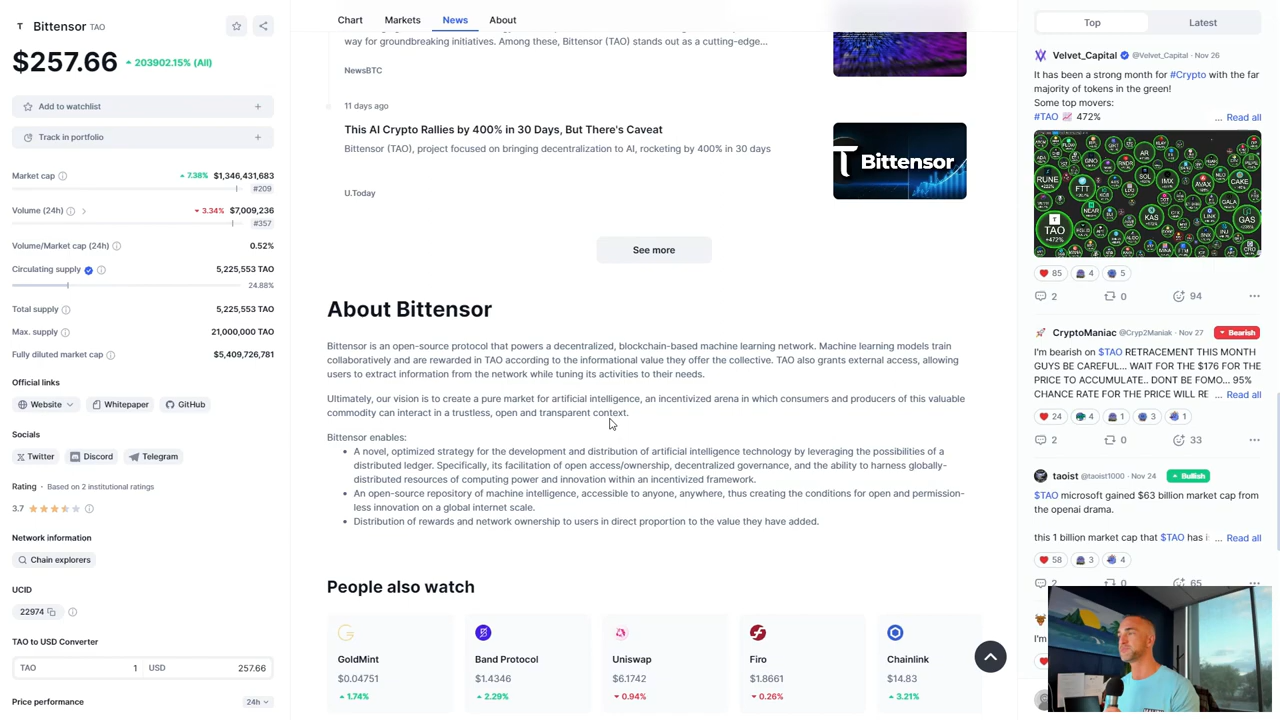 Bittensor TAO
$257.66 203902.15% (All)
Add to watchlist +
Track in portfolio +
Market cap 7.38% $1,346,431,683
#209
Volume (24h) 3.34% $7,009,236
#357
Volume/Market cap (24h) 0.52%
Circulating supply 5,225,553 TAO
24.88%
Total supply 5,225,553 TAO
Max. supply 21,000,000 TAO
Fully diluted market cap $5,409,726,781
Official links
Website Whitepaper GitHub
Socials
Twitter Discord Telegram
Rating · Based on 2 institutional ratings
3.7
Network information
Chain explorers
UCID
22974
TAO to USD Converter
TAO 1 USD 257.66
Price performance 24h
Chart Markets News About
way for groundbreaking initiatives. Among these, Bittensor (TAO) stands out as a cutting-edge...
NewsBTC
11 days ago
This AI Crypto Rallies by 400% in 30 Days, But There's Caveat
Bittensor (TAO), project focused on bringing decentralization to AI, rocketing by 400% in 30 days
Bittensor
U.Today
See more
About Bittensor
Bittensor is an open-source protocol that powers a decentralized, blockchain-based machine learning network. Machine learning models train
collaboratively and are rewarded in TAO according to the informational value they offer the collective. TAO also grants external access, allowing
users to extract information from the network while tuning its activities to their needs.
Ultimately, our vision is to create a pure market for artificial intelligence, an incentivized arena in which consumers and producers of this valuable
commodity can interact in a trustless, open and transparent context.
Bittensor enables:
• A novel, optimized strategy for the development and distribution of artificial intelligence technology by leveraging the possibilities of a
distributed ledger. Specifically, its facilitation of open access/ownership, decentralized governance, and the ability to harness globally-
distributed resources of computing power and innovation within an incentivized framework.
• An open-source repository of machine intelligence, accessible to anyone, anywhere, thus creating the conditions for open and permission-
less innovation on a global internet scale.
• Distribution of rewards and network ownership to users in direct proportion to the value they have added.
People also watch
GoldMint
$0.04751
1.74%
Band Protocol
$1.4346
2.29%
Uniswap
$6.1742
0.94%
Firo
$1.8661
0.26%
Chainlink
$14.83
3.21%
Top Latest
Velvet_Capital @Velvet_Capital · Nov 26
It has been a strong month for #Crypto with the far
majority of tokens in the green!
Some top movers:
#TAO 472% ... Read all
RUNE
FTT
SOL
IMX
AVAX
CAKE
NEAR
KAS
LINK
GAS
TAO
+472%
85 4 5
2 0 94
CryptoManiac @Cryp2Maniak · Nov 27 Bearish
I'm bearish on $TAO RETRACEMENT THIS MONTH
GUYS BE CAREFUL... WAIT FOR THE $176 FOR THE
PRICE TO ACCUMULATE.. DONT BE FOMO... 95%
CHANCE RATE FOR THE PRICE WILL RE ... Read all
24 4 1 3 1
2 0 33
taoist @taoist1000 · Nov 24 Bullish
$TAO microsoft gained $63 billion market cap from
the openai drama.
this 1 billion market cap that $TAO has i ... Read all
58 3 4
2 0 65
I'm